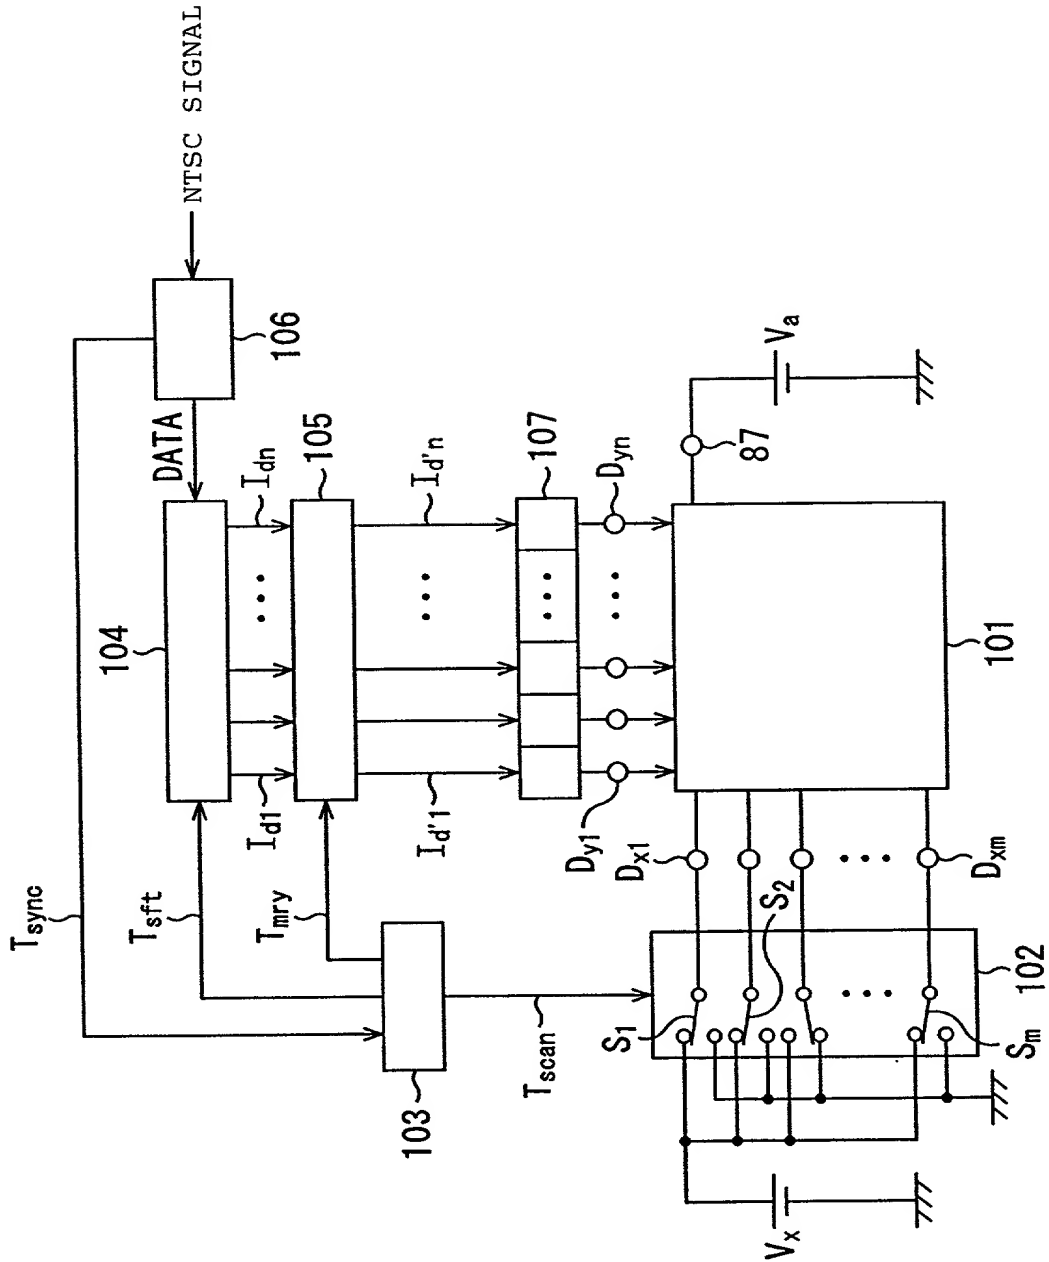 NTSC SIGNAL
106
DATA
Tsync
104
Idn
Id1
Tsft
105
Id'n
Id'1
Tmry
103
107
Dyn
Dy1
Tscan
Va
87
101
Dx1
Dxm
S1
S2
Sm
102
Vx